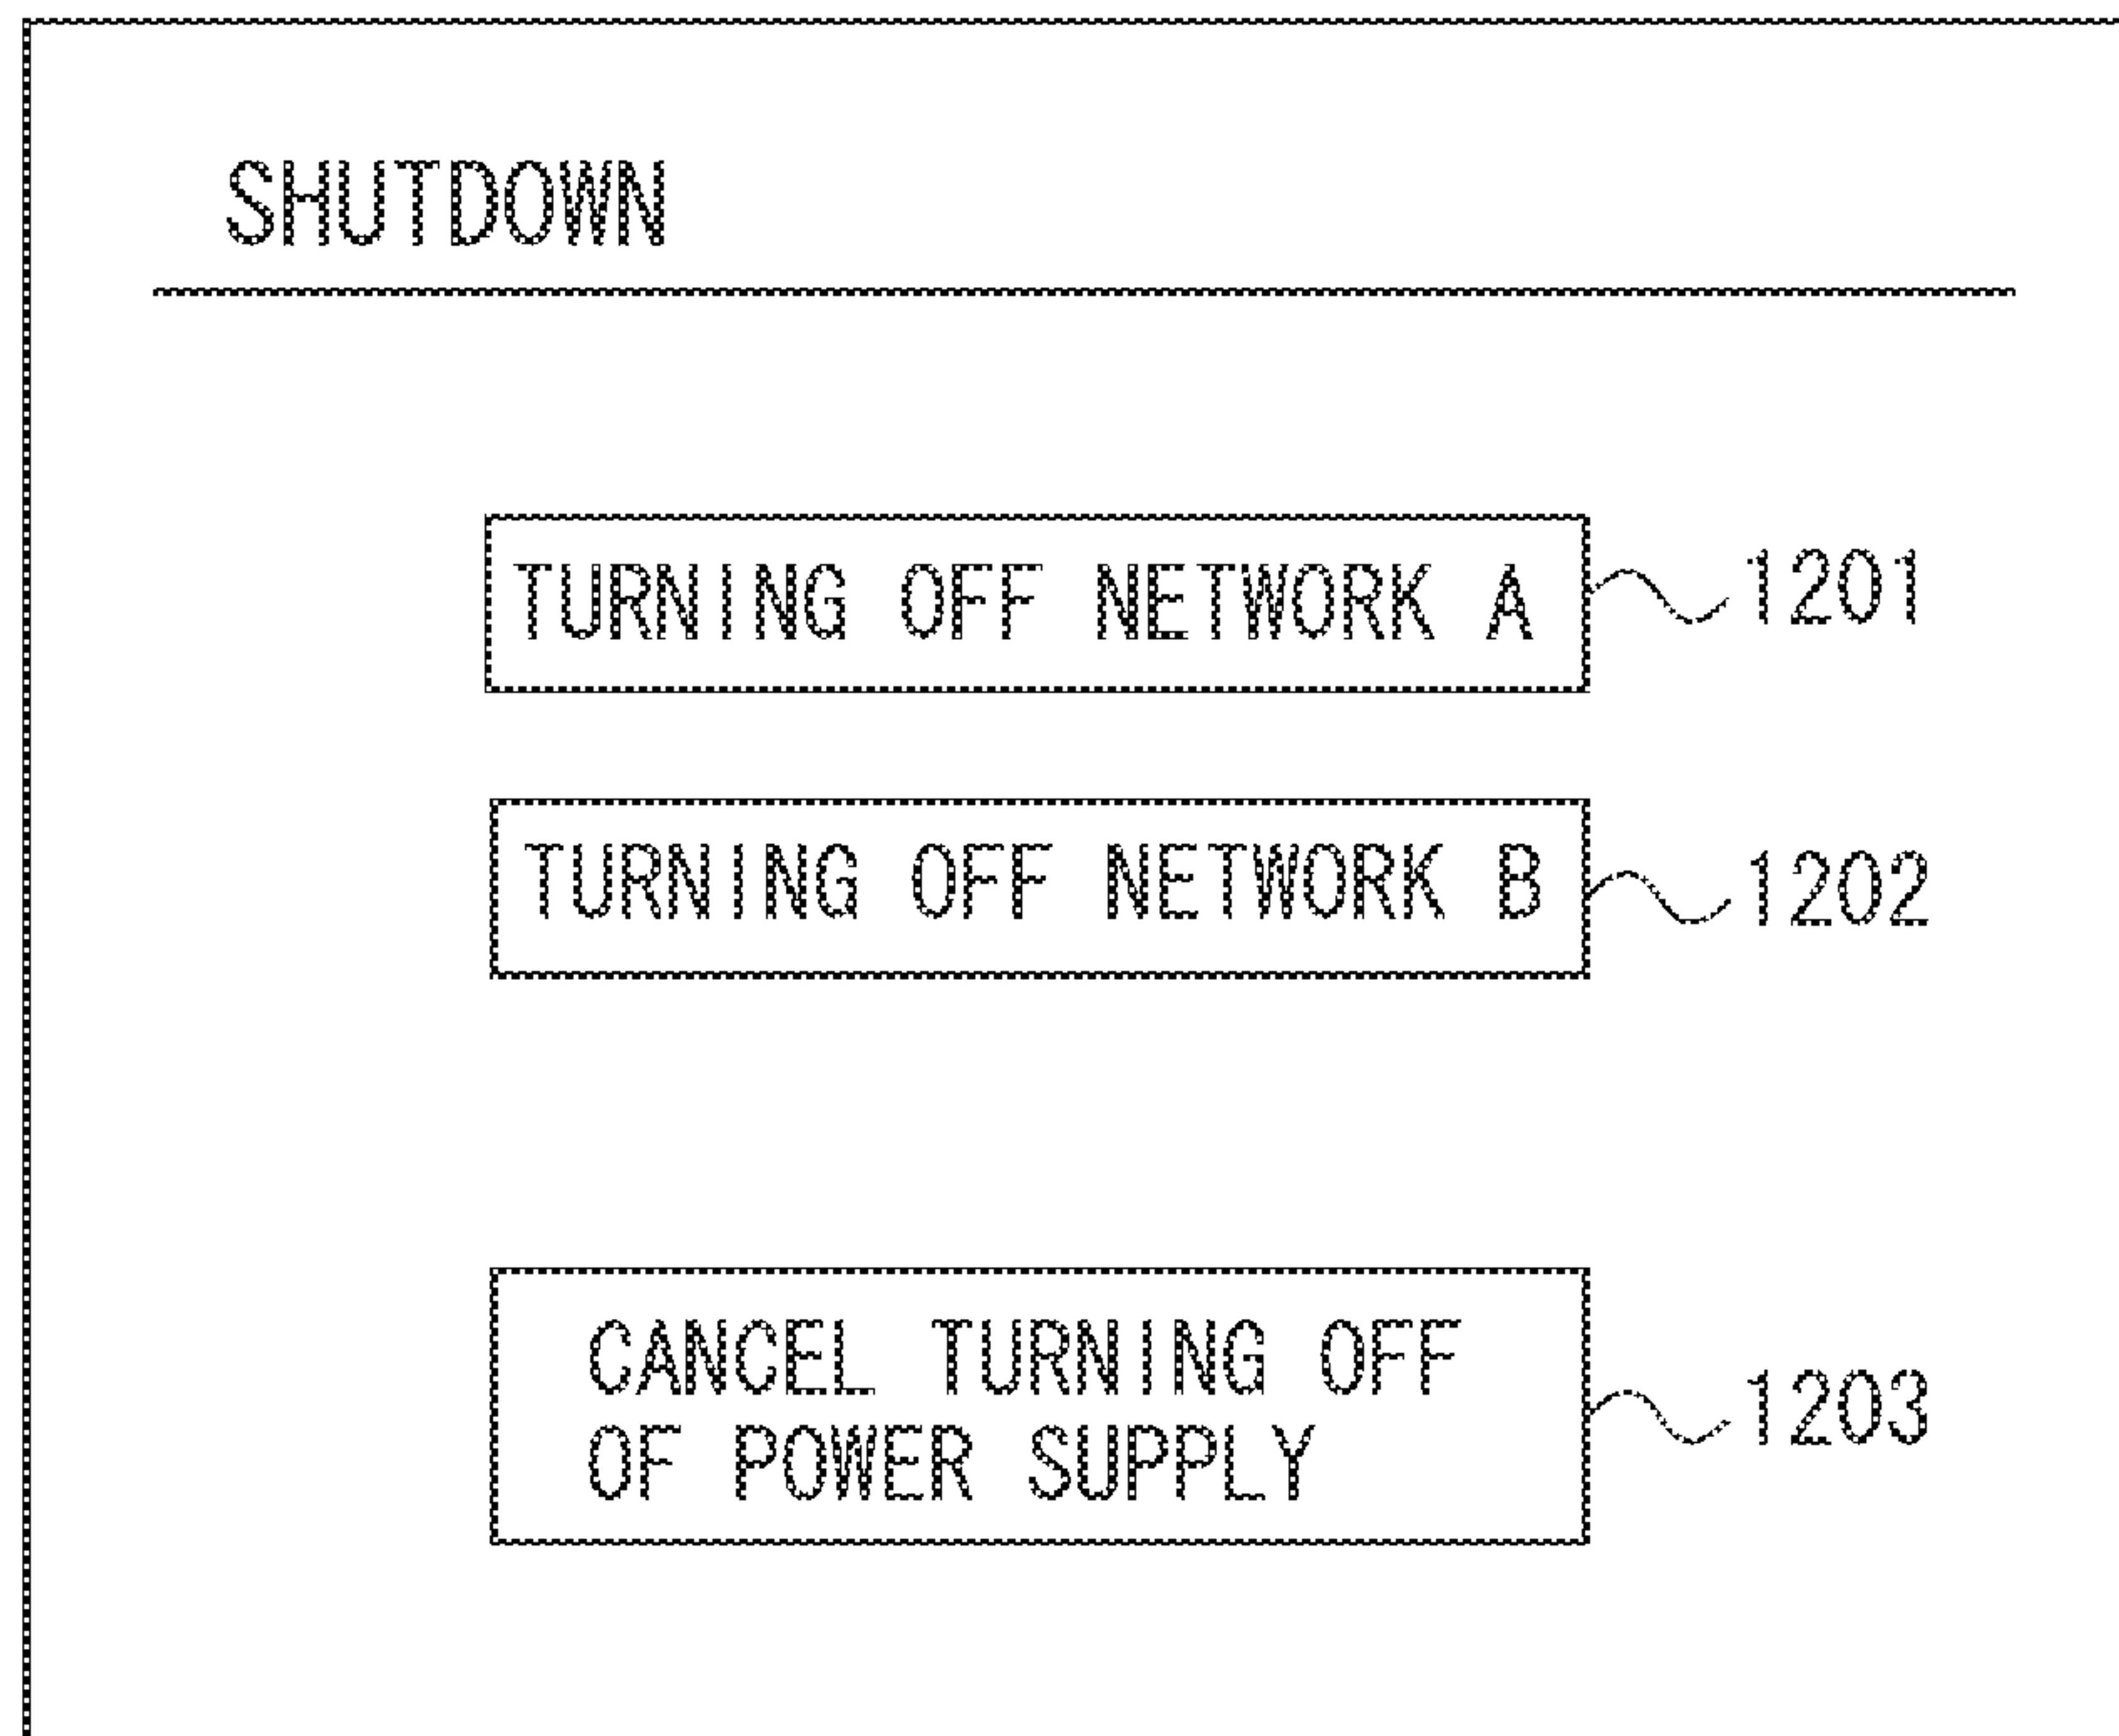 SHUTDOWN
TURNING OFF NETWORK A
1201
TURNING OFF NETWORK B
1202
CANCEL TURNING OFF
OF POWER SUPPLY
1203